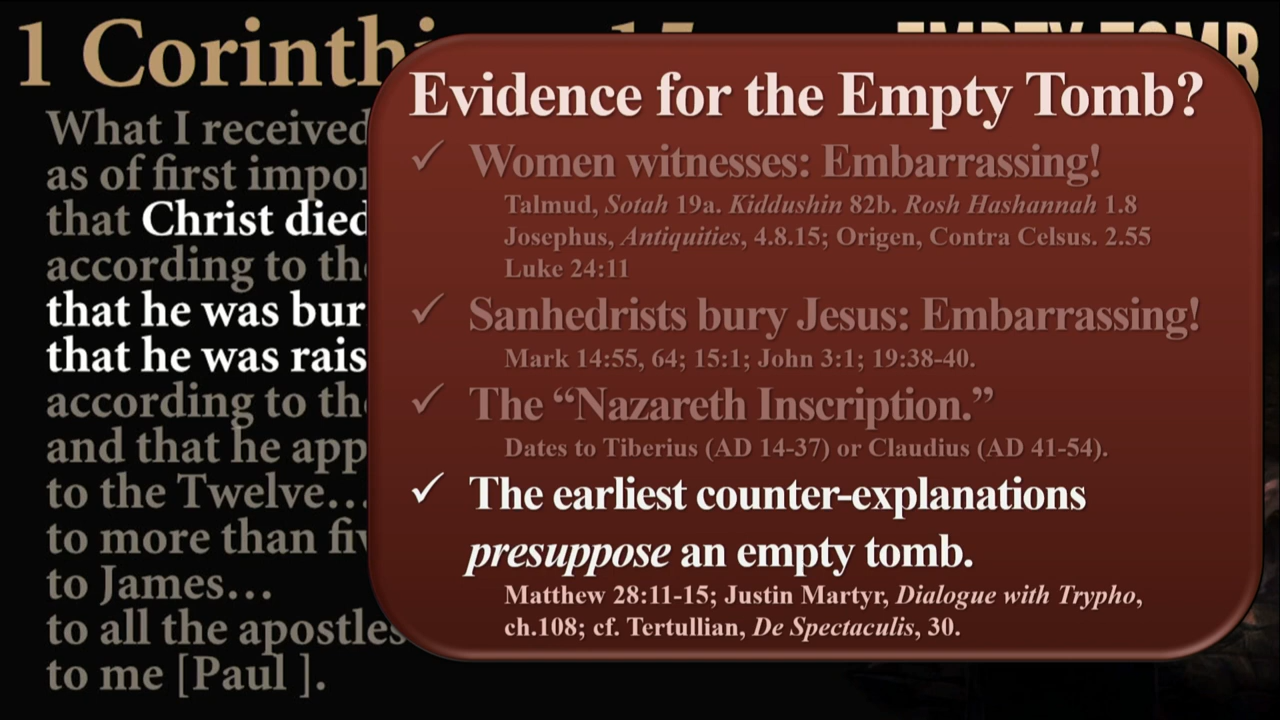 1 Corinthi
What I received
as of first impor
that Christ died
according to the
that he was bur
that he was rais
according to the
and that he app
to the Twelve…
to more than fiv
to James…
to all the apostles
to me [Paul ].
TOMB
Evidence for the Empty Tomb?
✓ Women witnesses: Embarrassing!
Talmud, Sotah 19a. Kiddushin 82b. Rosh Hashannah 1.8
Josephus, Antiquities, 4.8.15; Origen, Contra Celsus. 2.55
Luke 24:11
✓ Sanhedrists bury Jesus: Embarrassing!
Mark 14:55, 64; 15:1; John 3:1; 19:38-40.
✓ The “Nazareth Inscription.”
Dates to Tiberius (AD 14-37) or Claudius (AD 41-54).
✓ The earliest counter-explanations
presuppose an empty tomb.
Matthew 28:11-15; Justin Martyr, Dialogue with Trypho,
ch.108; cf. Tertullian, De Spectaculis, 30.